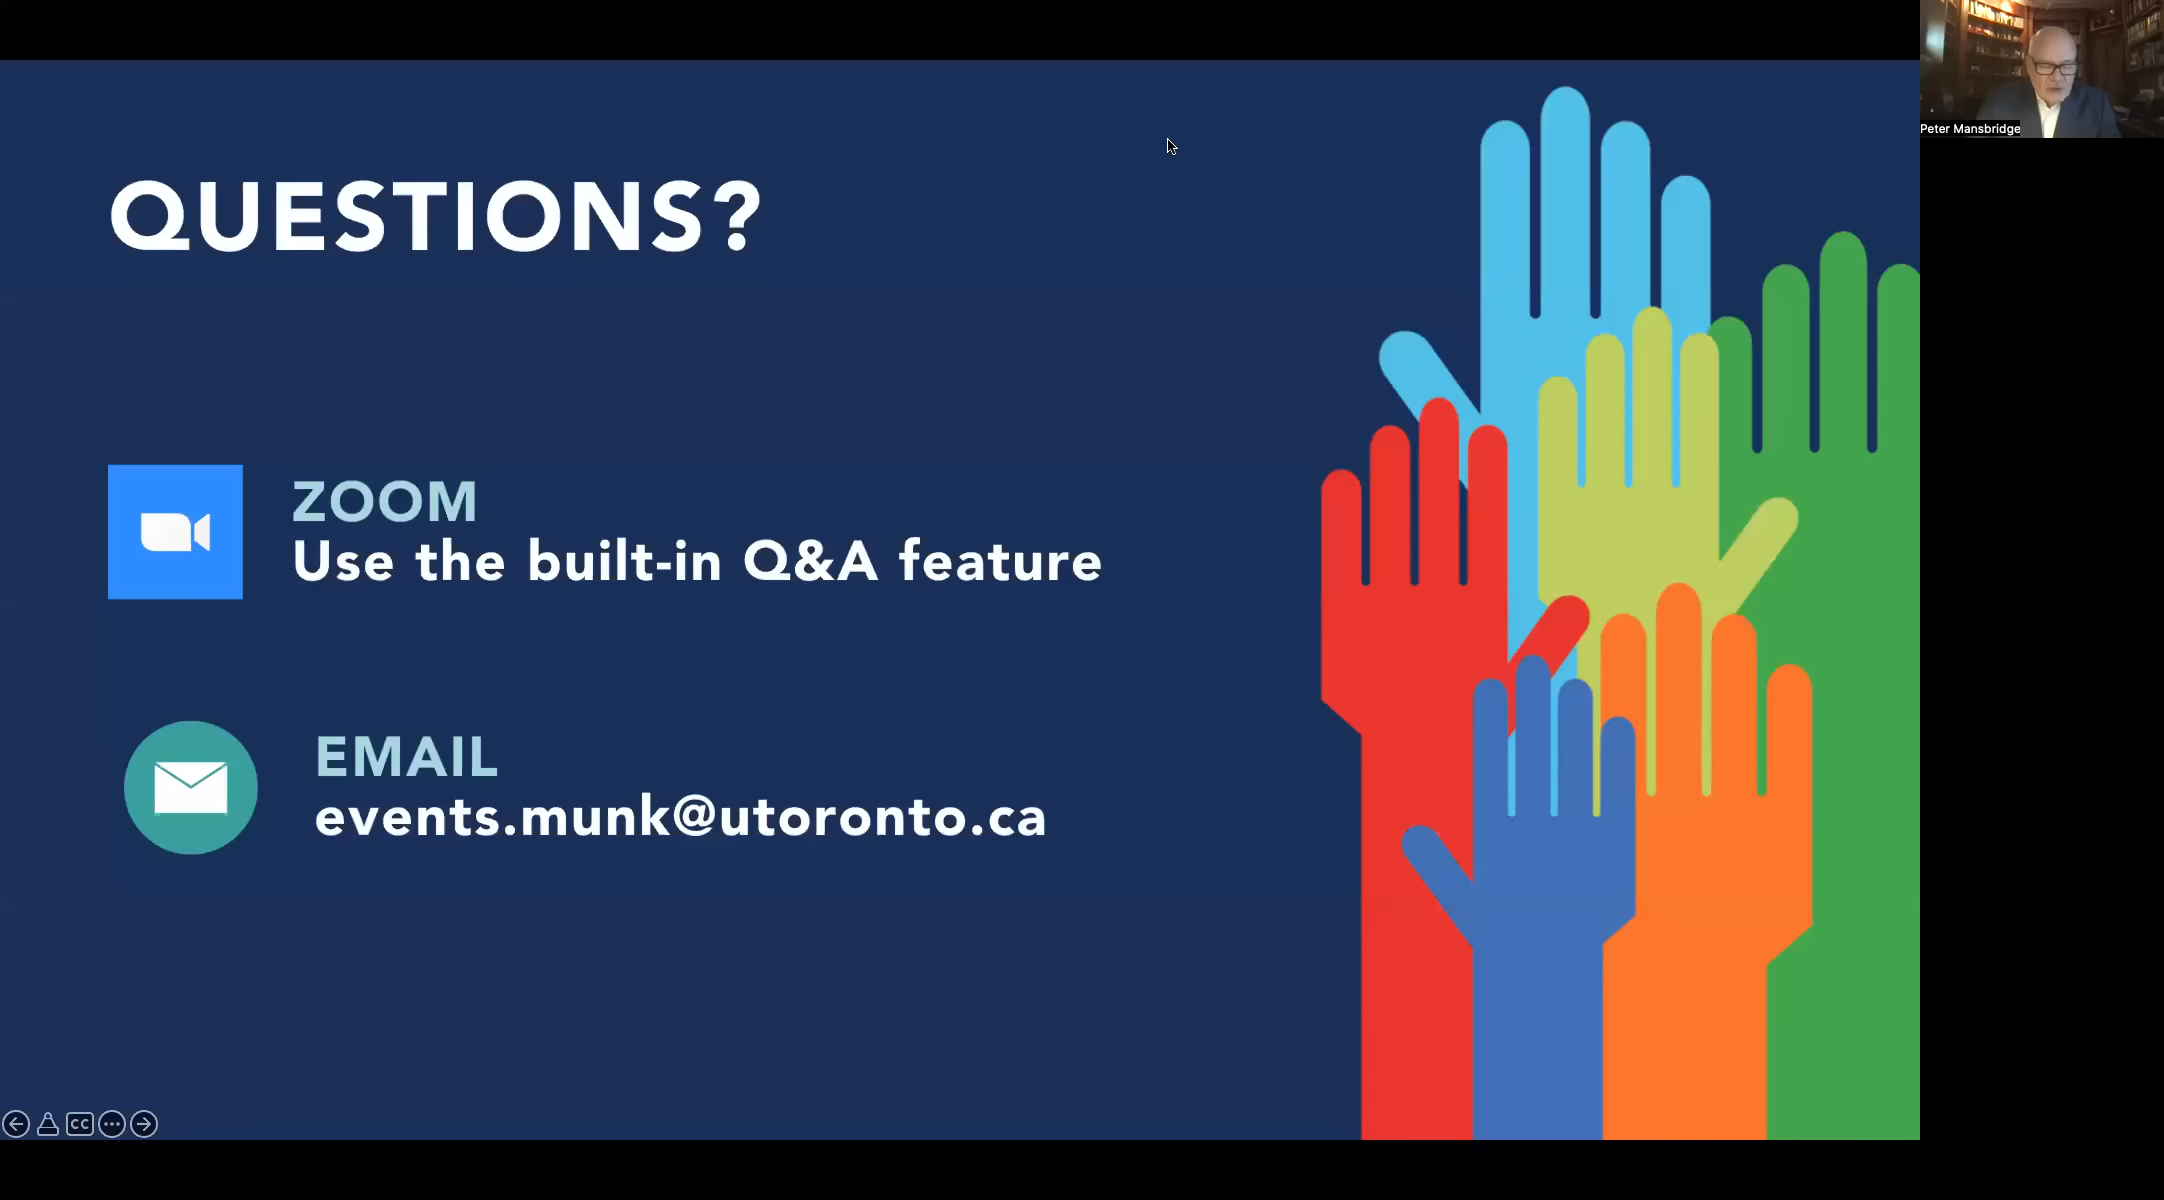 QUESTIONS?
ZOOM
Use the built-in Q&A feature
EMAIL
events.munk@utoronto.ca
Peter Mansbridge
CC